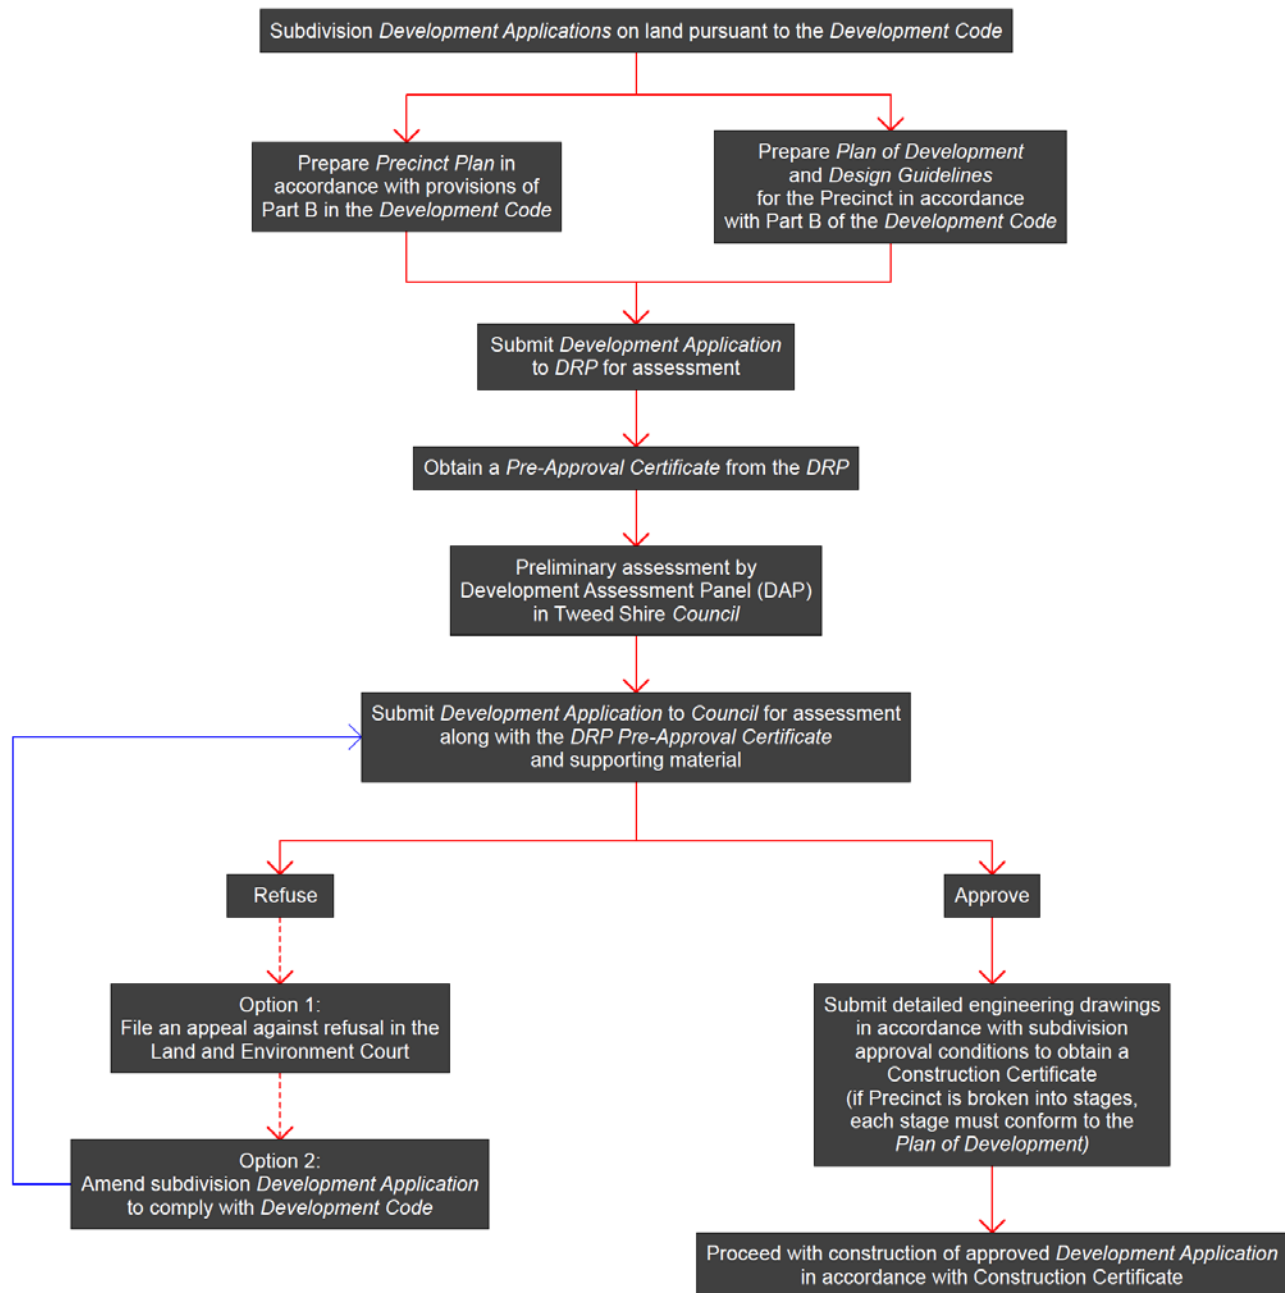 Subdivision Development Applications on land pursuant to the Development Code
Prepare Precinct Plan in
accordance with provisions of
Part B in the Development Code
Prepare Plan of Development
and Design Guidelines
for the Precinct in accordance
with Part B of the Development Code
Submit Development Application
to DRP for assessment
Obtain a Pre-Approval Certificate from the DRP
Preliminary assessment by
Development Assessment Panel (DAP)
in Tweed Shire Council
Submit Development Application to Council for assessment
along with the DRP Pre-Approval Certificate
and supporting material
Refuse
Approve
Option 1:
File an appeal against refusal in the
Land and Environment Court
Submit detailed engineering drawings
in accordance with subdivision
approval conditions to obtain a
Construction Certificate
(if Precinct is broken into stages,
each stage must conform to the
Plan of Development)
Option 2:
Amend subdivision Development Application
to comply with Development Code
Proceed with construction of approved Development Application
in accordance with Construction Certificate